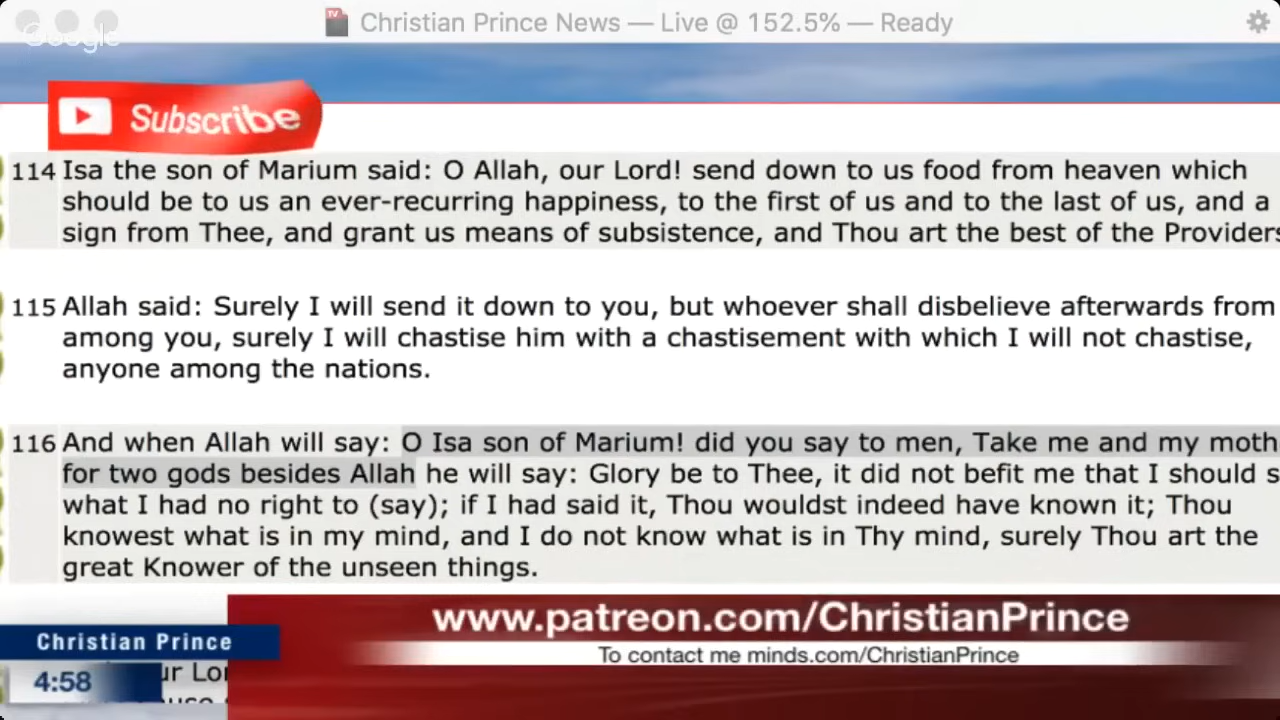 Christian Prince News — Live @ 152.5% — Ready
Google
Subscribe
114 Isa the son of Marium said: O Allah, our Lord! send down to us food from heaven which
should be to us an ever-recurring happiness, to the first of us and to the last of us, and a
sign from Thee, and grant us means of subsistence, and Thou art the best of the Providers
115 Allah said: Surely I will send it down to you, but whoever shall disbelieve afterwards from
among you, surely I will chastise him with a chastisement with which I will not chastise,
anyone among the nations.
116 And when Allah will say: O Isa son of Marium! did you say to men, Take me and my moth
for two gods besides Allah he will say: Glory be to Thee, it did not befit me that I should s
what I had no right to (say); if I had said it, Thou wouldst indeed have known it; Thou
knowest what is in my mind, and I do not know what is in Thy mind, surely Thou art the
great Knower of the unseen things.
www.patreon.com/ChristianPrince
Christian Prince
To contact me minds.com/ChristianPrince
4:58